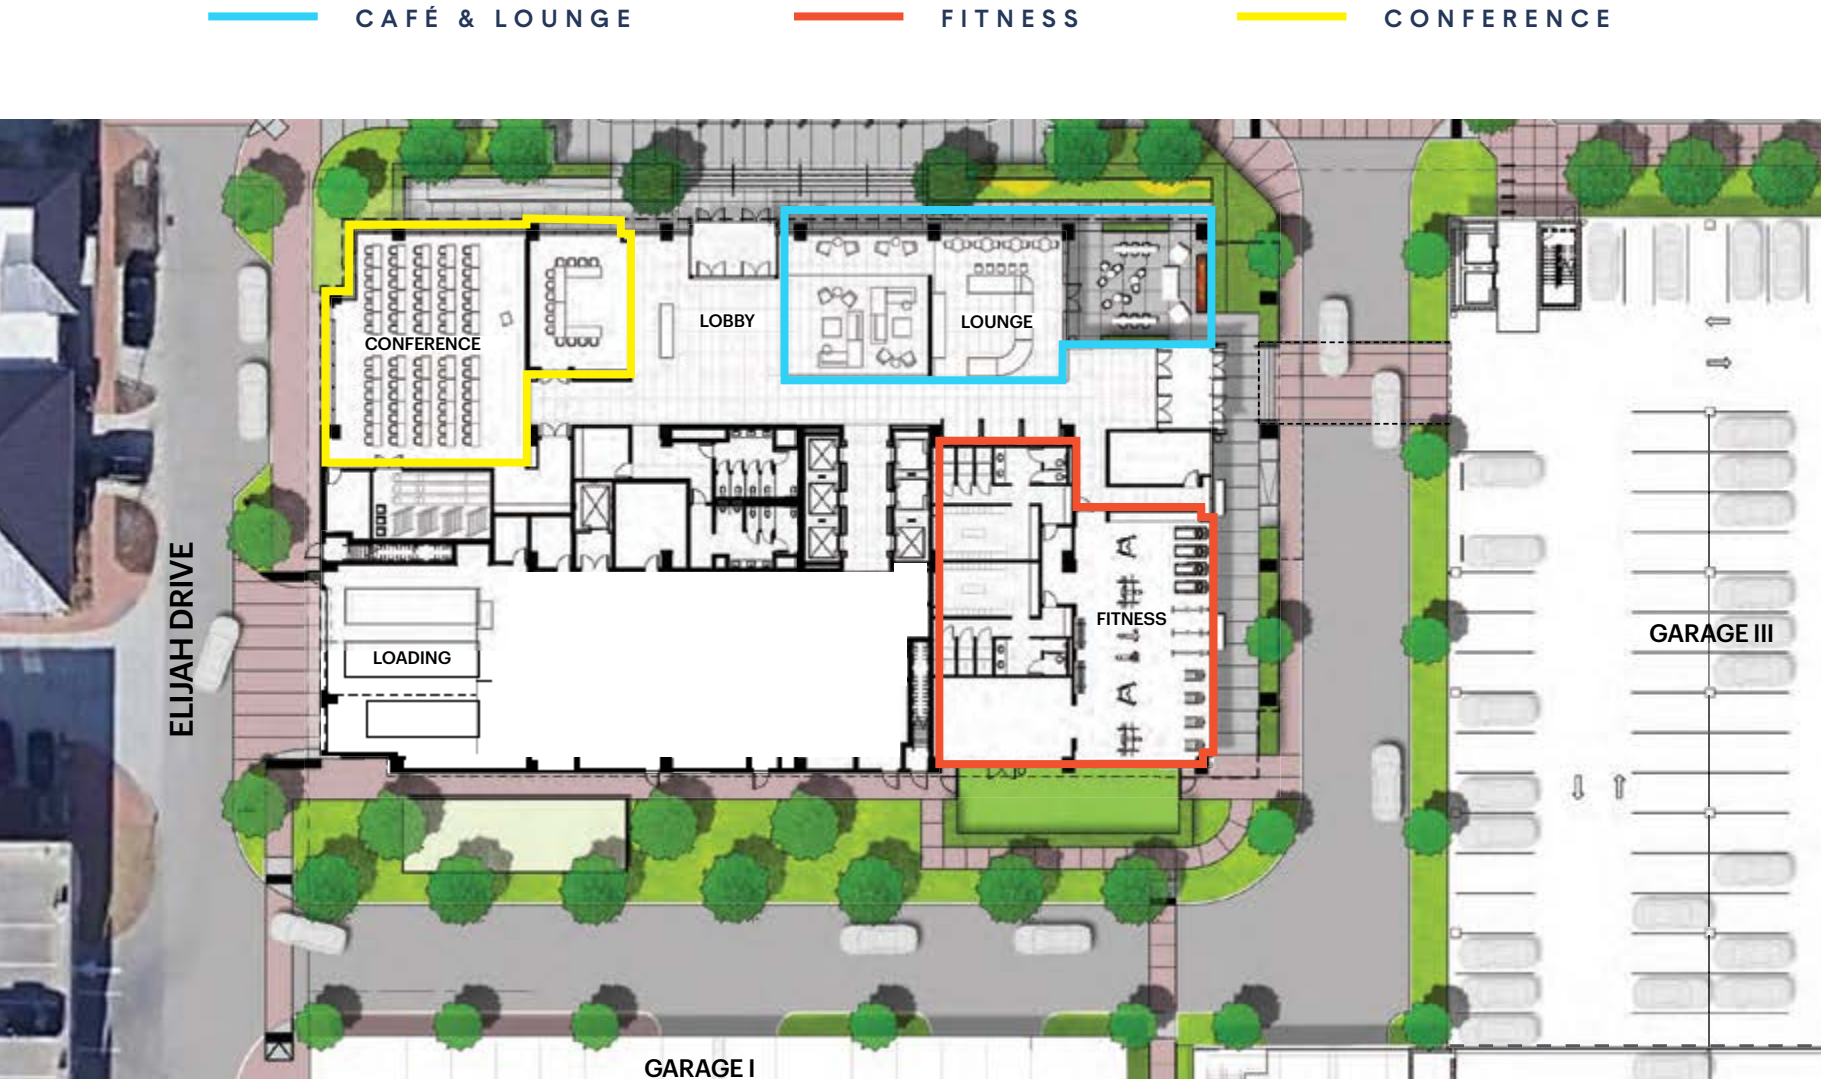 CAFÉ & LOUNGE
FITNESS
CONFERENCE
LOBBY
LOUNGE
CONFERENCE
ELIJAH DRIVE
FITNESS
GARAGE III
LOADING
GARAGE I